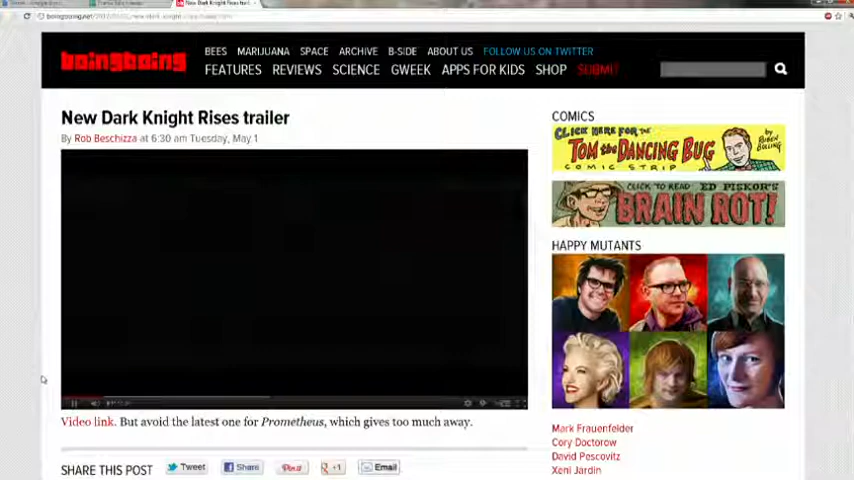 boingboing
BEES MARIJUANA SPACE ARCHIVE B-SIDE ABOUT US FOLLOW US ON TWITTER
FEATURES REVIEWS SCIENCE GWEEK APPS FOR KIDS SHOP SUBMIT
New Dark Knight Rises trailer
By Rob Beschizza at 6:30 am Tuesday, May 1
Video link. But avoid the latest one for Prometheus, which gives too much away.
SHARE THIS POST Tweet Share Pin it +1 Email
COMICS
CLICK HERE FOR THE
TOM the DANCING BUG
COMIC STRIP
by RUBEN BOLLING
CLICK TO READ ED PISKOR'S
BRAIN ROT!
HAPPY MUTANTS
Mark Frauenfelder
Cory Doctorow
David Pescovitz
Xeni Jardin